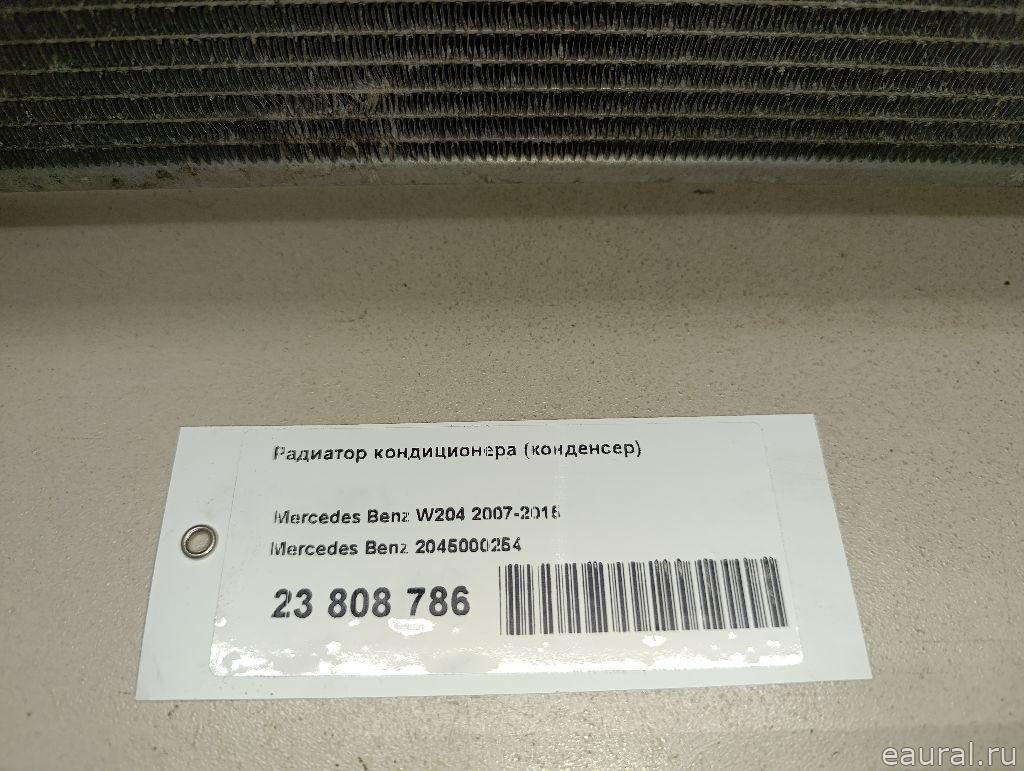 Радиатор кондиционера (конденсер)
Mercedes Benz W204 2007-2015
Mercedes Benz 2045000254
23 808 786
eaural.ru